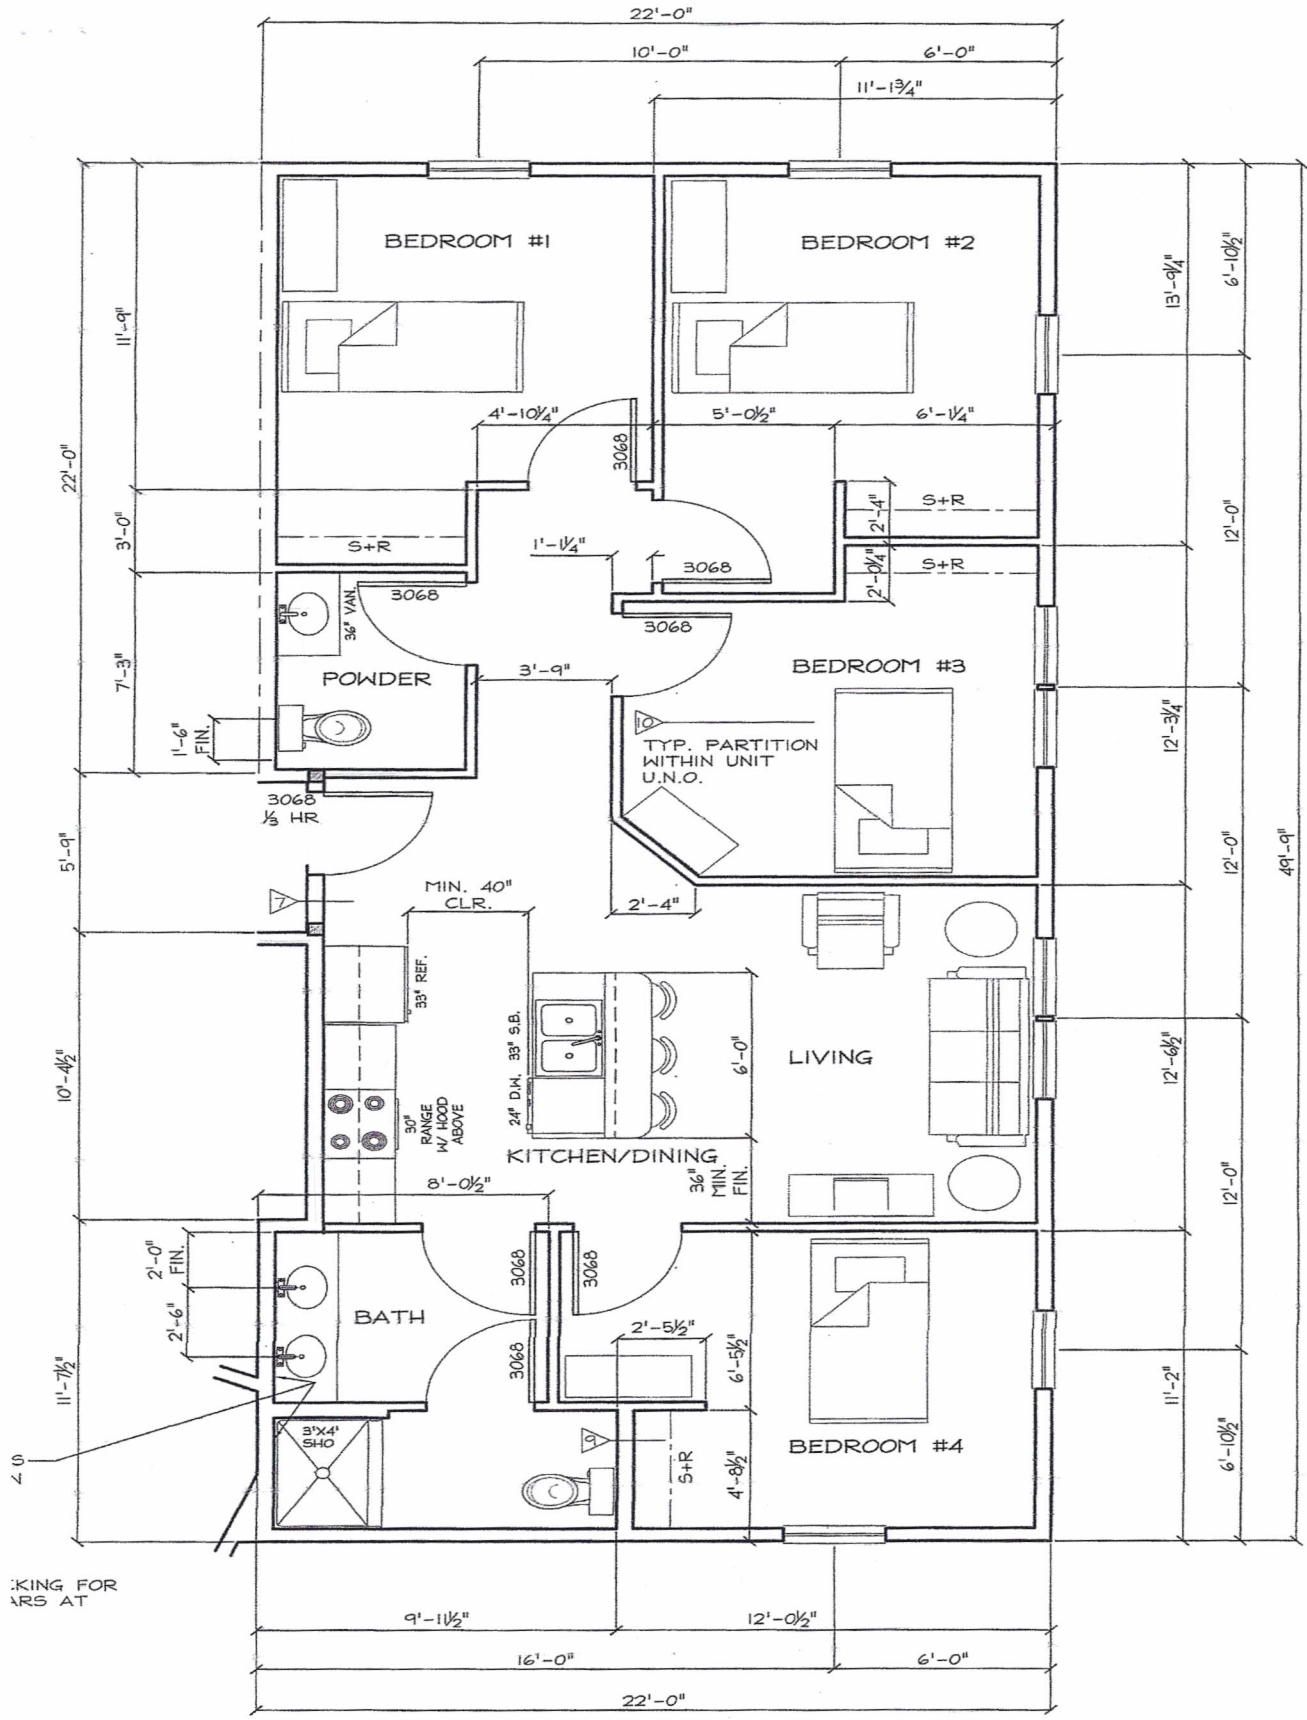 22'-0"
10'-0"
6'-0"
11'-1¾"
BEDROOM #1
BEDROOM #2
11'-9"
13'-9¼"
6'-10½"
4'-10¼"
5'-0½"
6'-1¼"
3068
22'-0"
3'-0"
S+R
2'-4"
S+R
12'-0"
1'-1¼"
3068
2'-0¼"
S+R
3068
3068
36" VAN.
7'-3"
POWDER
3'-9"
BEDROOM #3
1'-6"
FIN.
10
TYP. PARTITION
WITHIN UNIT
U.N.O.
12'-3¼"
3068
⅓ HR
5'-9"
12'-0"
49'-9"
7
MIN. 40"
CLR.
2'-4"
33" REF.
33" S.B.
24" D.W.
6'-0"
LIVING
10'-4½"
12'-6½"
30"
RANGE
W/ HOOD
ABOVE
KITCHEN/DINING
36"
MIN.
FIN.
8'-0½"
12'-0"
2'-0"
FIN.
2'-6"
3068
3068
BATH
3068
2'-5½"
6'-5½"
11'-7½"
11'-2"
3'X4'
SHO
9
S+R
4'-8½"
BEDROOM #4
6'-10½"
:KING FOR
ARS AT
9'-11½"
12'-0½"
16'-0"
6'-0"
22'-0"